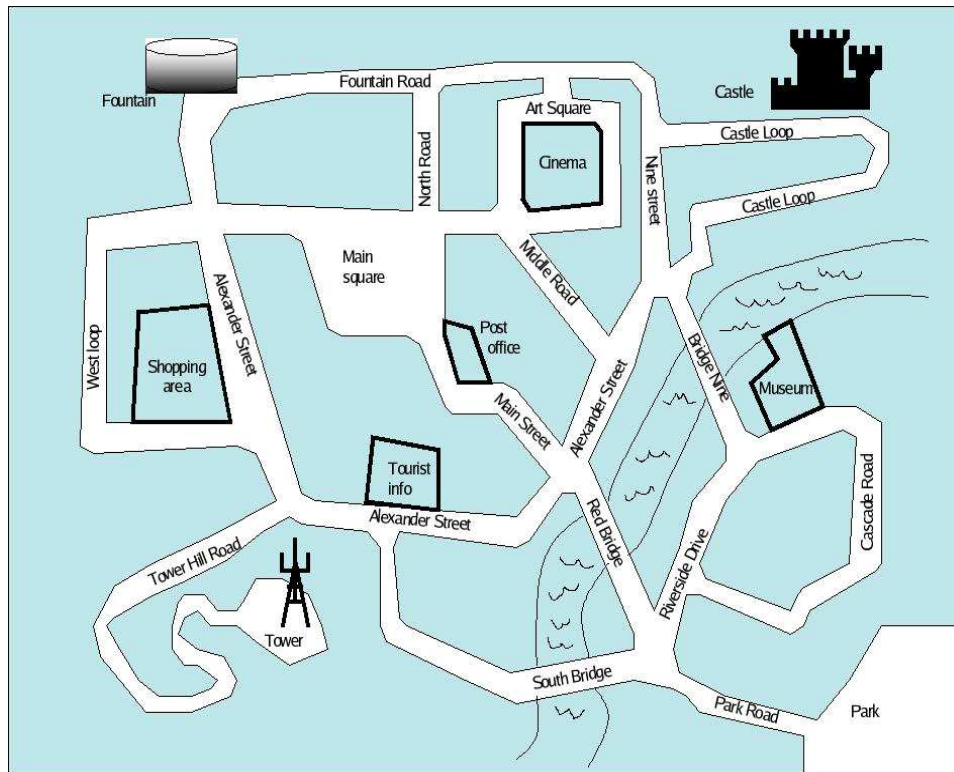 Fountain Road
Fountain
Castle
Art Square
Castle Loop
Cinema
North Road
Nine street
Castle Loop
Main
square
Middle Road
Alexander Street
West loop
Post
office
Shopping
area
Bridge Nine
Museum
Main Street
Alexander Street
Tourist
info
Alexander Street
Red Bridge
Cascade Road
Tower Hill Road
Riverside Drive
Tower
South Bridge
Park Road
Park